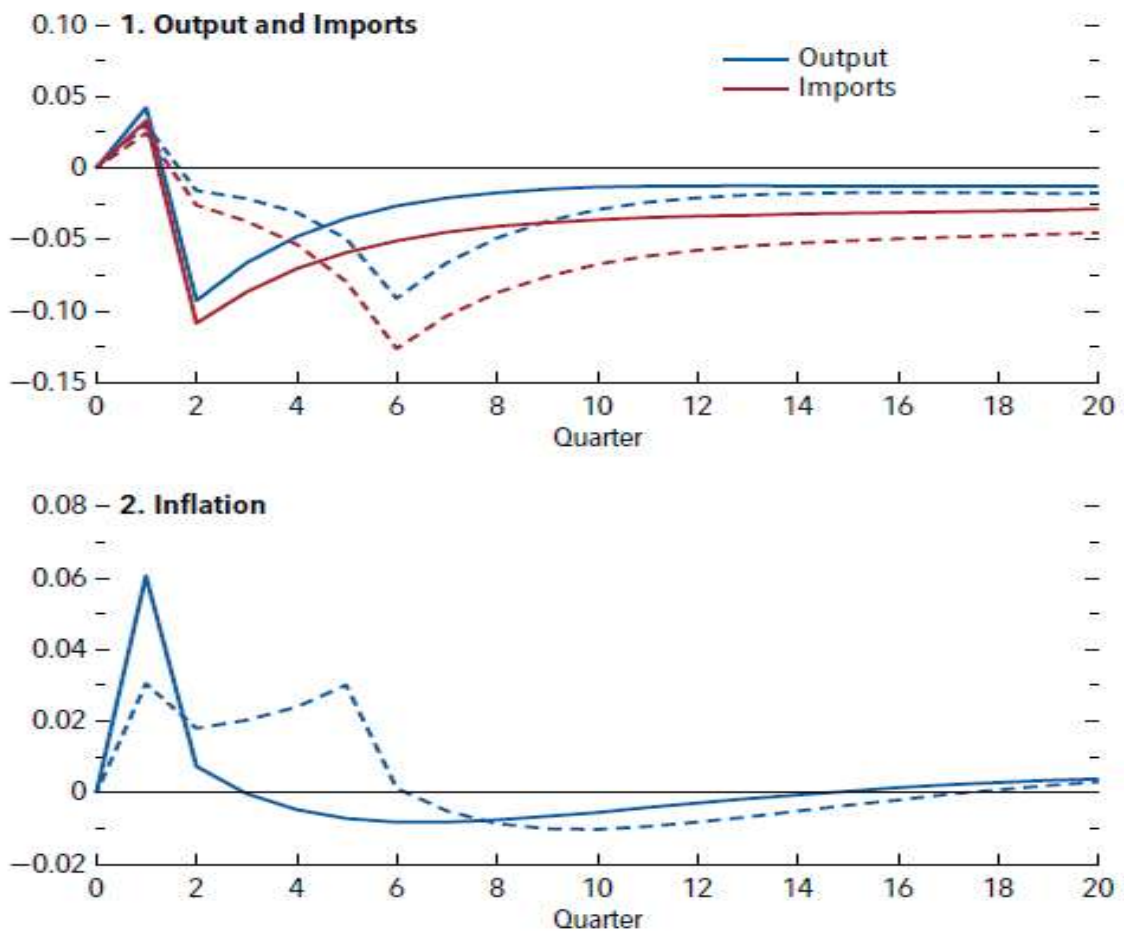 0.10 1. Output and Imports
Output
0.05
Imports
0
−0.05
−0.10
−0.15
0 2 4 6 8 10 12 14 16 18 20
Quarter
0.08 2. Inflation
0.06
0.04
0.02
0
−0.02
0 2 4 6 8 10 12 14 16 18 20
Quarter